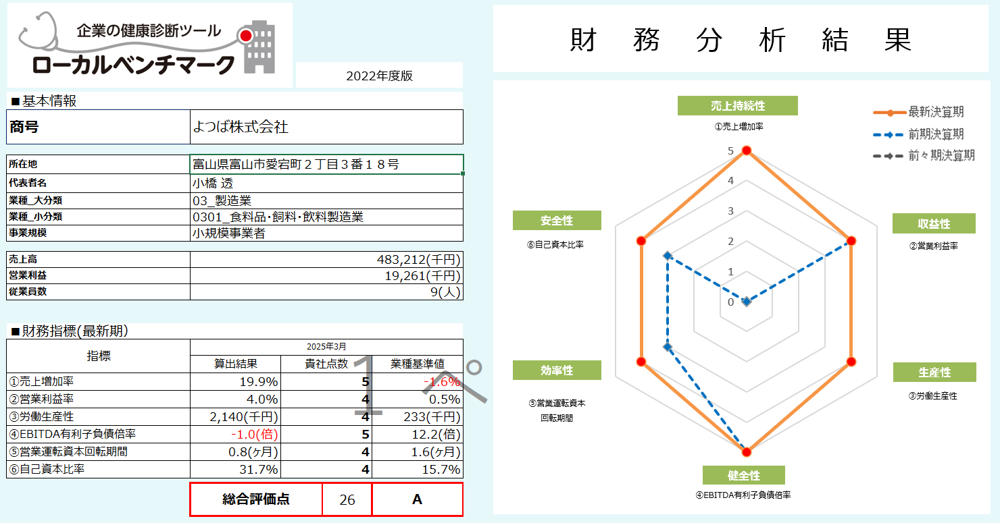 企業の健康診断ツール
ローカルベンチマーク
2022年度版
■基本情報
商号 よつば株式会社
所在地 富山県富山市愛宕町２丁目３番１８号
代表者名 小橋 透
業種_大分類 03_製造業
業種_小分類 0301_食料品・飼料・飲料製造業
事業規模 小規模事業者
売上高 483,212(千円)
営業利益 19,261(千円)
従業員数 9(人)
■財務指標(最新期)
指標 2025年3月
算出結果 貴社点数 業種基準値
①売上増加率 19.9% 5 -1.6%
②営業利益率 4.0% 4 0.5%
③労働生産性 2,140(千円) 4 233(千円)
④EBITDA有利子負債倍率 -1.0(倍) 5 12.2(倍)
⑤営業運転資本回転期間 0.8(ヶ月) 4 1.6(ヶ月)
⑥自己資本比率 31.7% 4 15.7%
総合評価点 26 A
1 ペ
財務分析結果
売上持続性
①売上増加率
最新決算期
前期決算期
前々期決算期
5
4
3
2
1
0
収益性
②営業利益率
生産性
③労働生産性
健全性
④EBITDA有利子負債倍率
効率性
⑤営業運転資本
回転期間
安全性
⑥自己資本比率